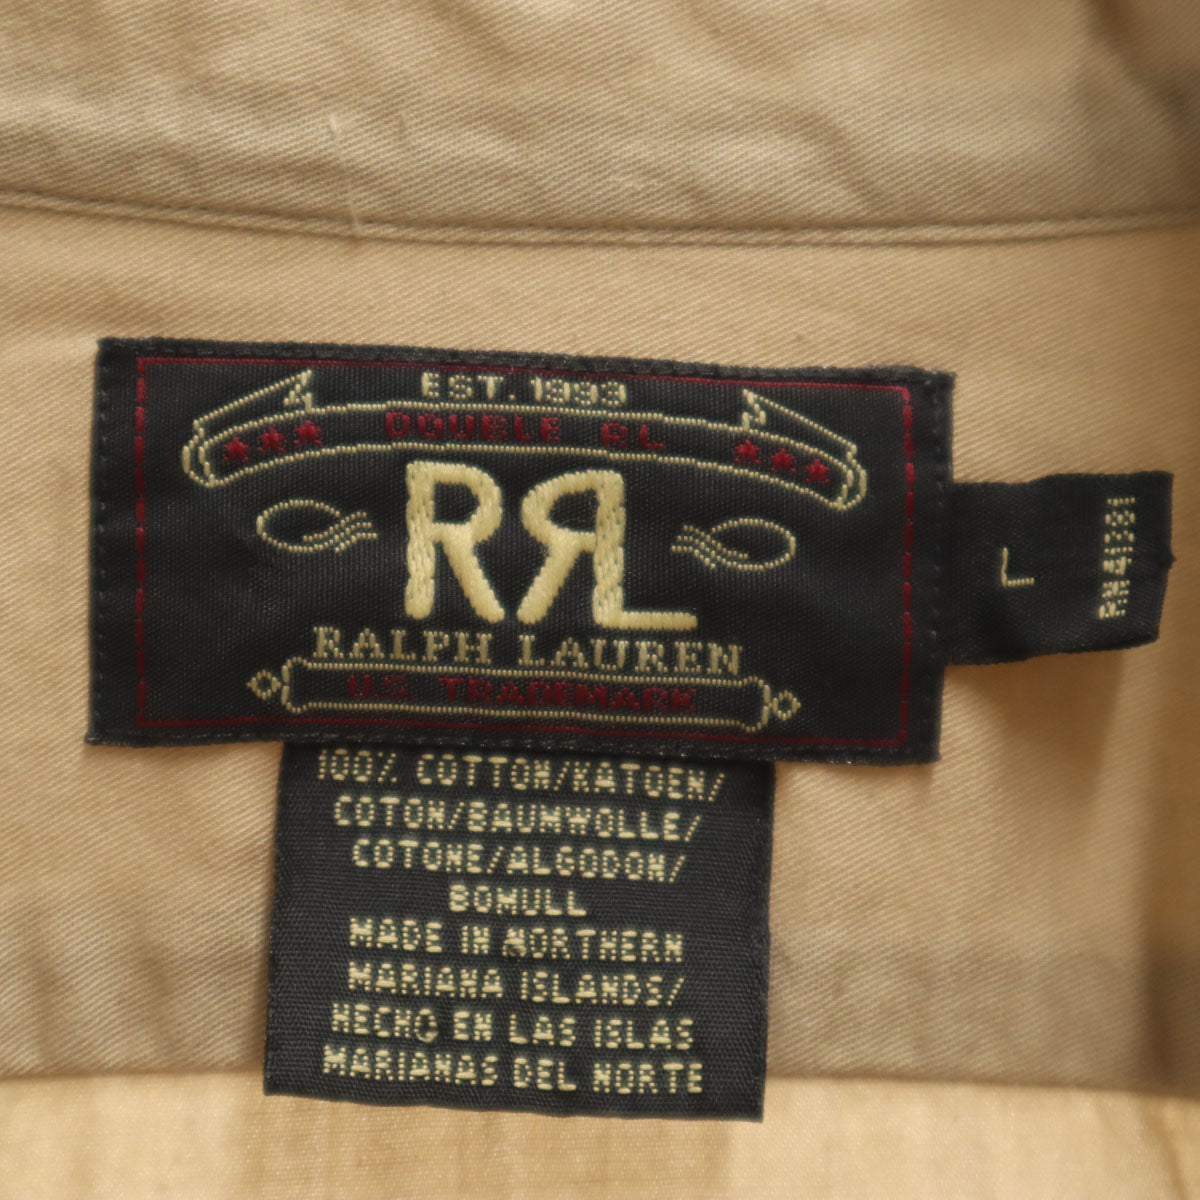 EST. 1993
DOUBLE RL
RRL
RALPH LAUREN
U.S TRADEMARK
L
RN41381
100% COTTON/KATOEN/
COTON/BAUMWOLLE/
COTONE/ALGODON/
BOMULL
MADE IN NORTHERN
MARIANA ISLANDS/
HECHO EN LAS ISLAS
MARIANAS DEL NORTE